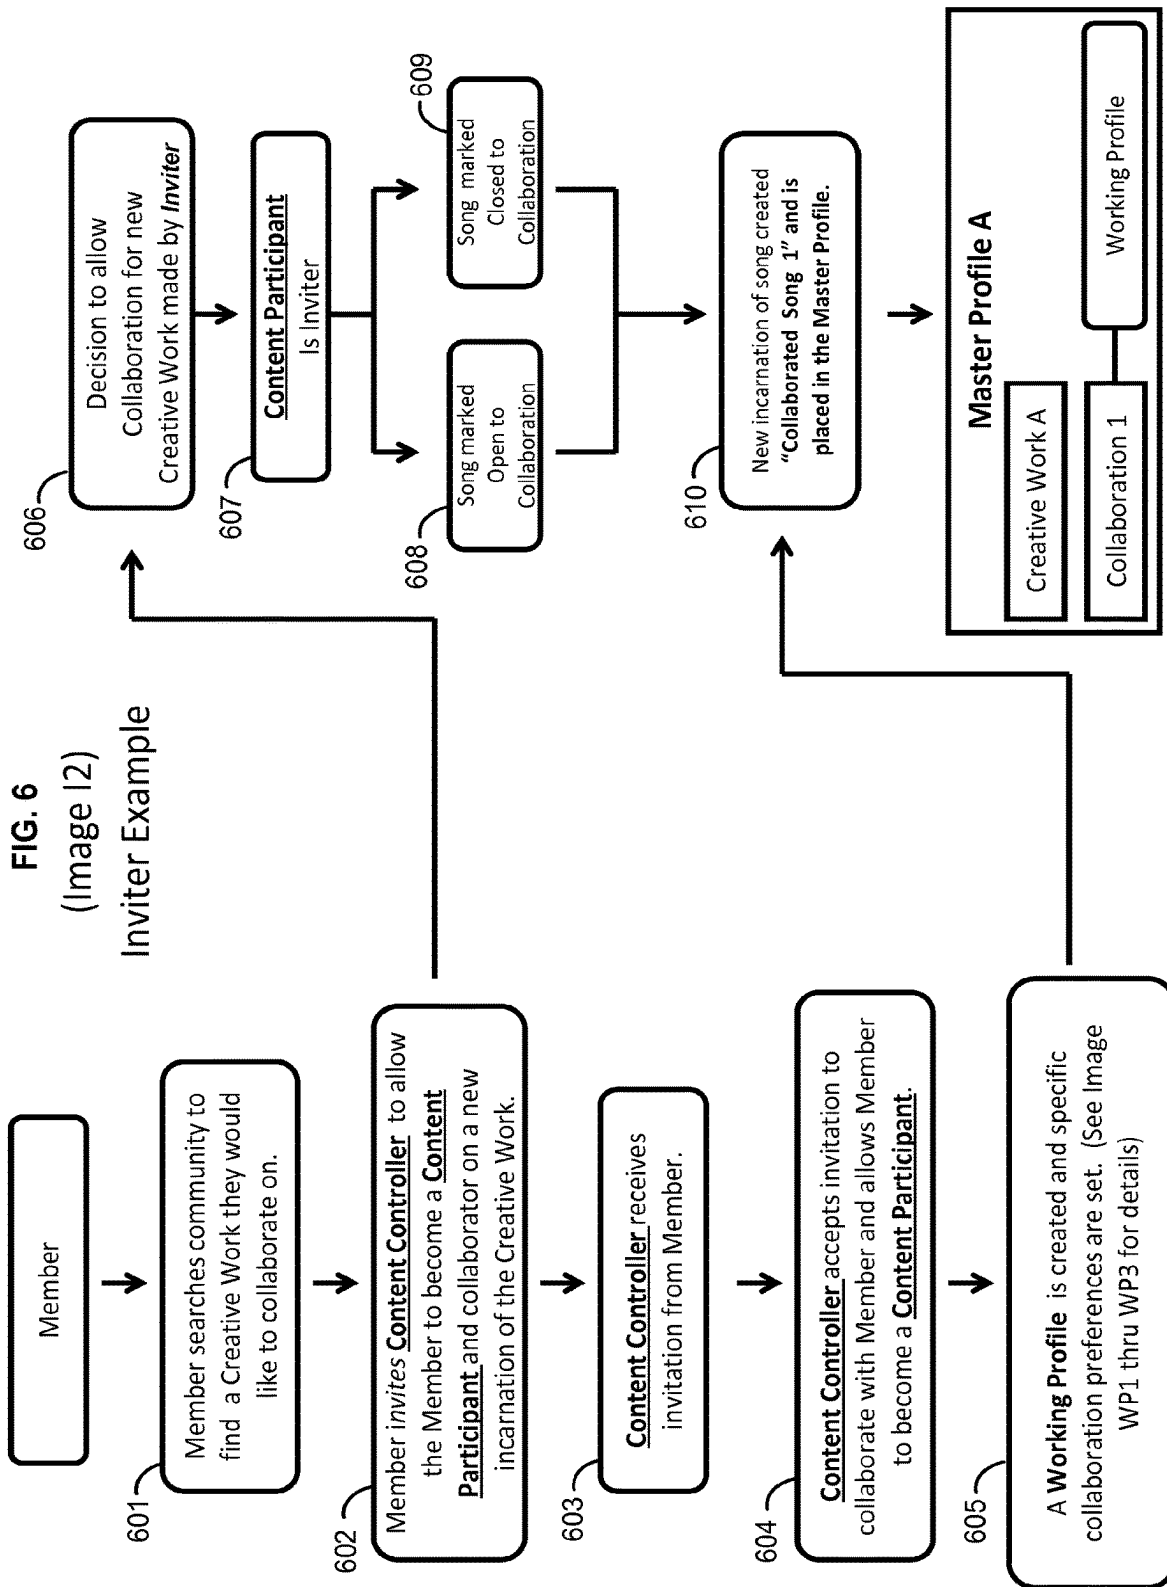 FIG. 6
(Image I2)
Inviter Example
Member
601
Member searches community to
find a Creative Work they would
like to collaborate on.
602
Member invites Content Controller to allow
the Member to become a Content
Participant and collaborator on a new
incarnation of the Creative Work.
603
Content Controller receives
invitation from Member.
604
Content Controller accepts invitation to
collaborate with Member and allows Member
to become a Content Participant.
605
A Working Profile is created and specific
collaboration preferences are set. (See Image
WP1 thru WP3 for details)
606
Decision to allow
Collaboration for new
Creative Work made by Inviter
607
Content Participant
Is Inviter
608
Song marked
Open to
Collaboration
609
Song marked
Closed to
Collaboration
610
New incarnation of song created
“Collaborated Song 1” and is
placed in the Master Profile.
Master Profile A
Creative Work A
Collaboration 1
Working Profile